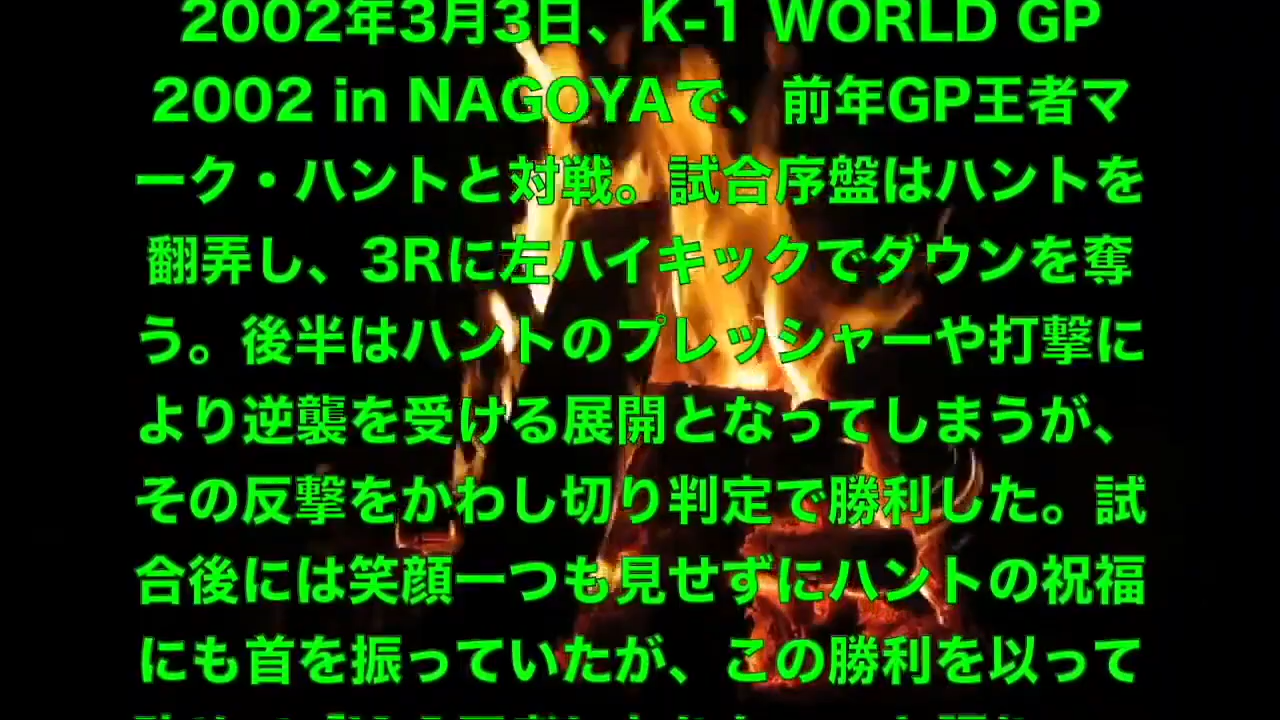 2002年3月3日、K-1 WORLD GP
2002 in NAGOYAで、前年GP王者マ
ーク・ハントと対戦。試合序盤はハントを
翻弄し、3Rに左ハイキックでダウンを奪
う。後半はハントのプレッシャーや打撃に
より逆襲を受ける展開となってしまうが、
その反撃をかわし切り判定で勝利した。試
合後には笑顔一つも見せずにハントの祝福
にも首を振っていたが、この勝利を以って